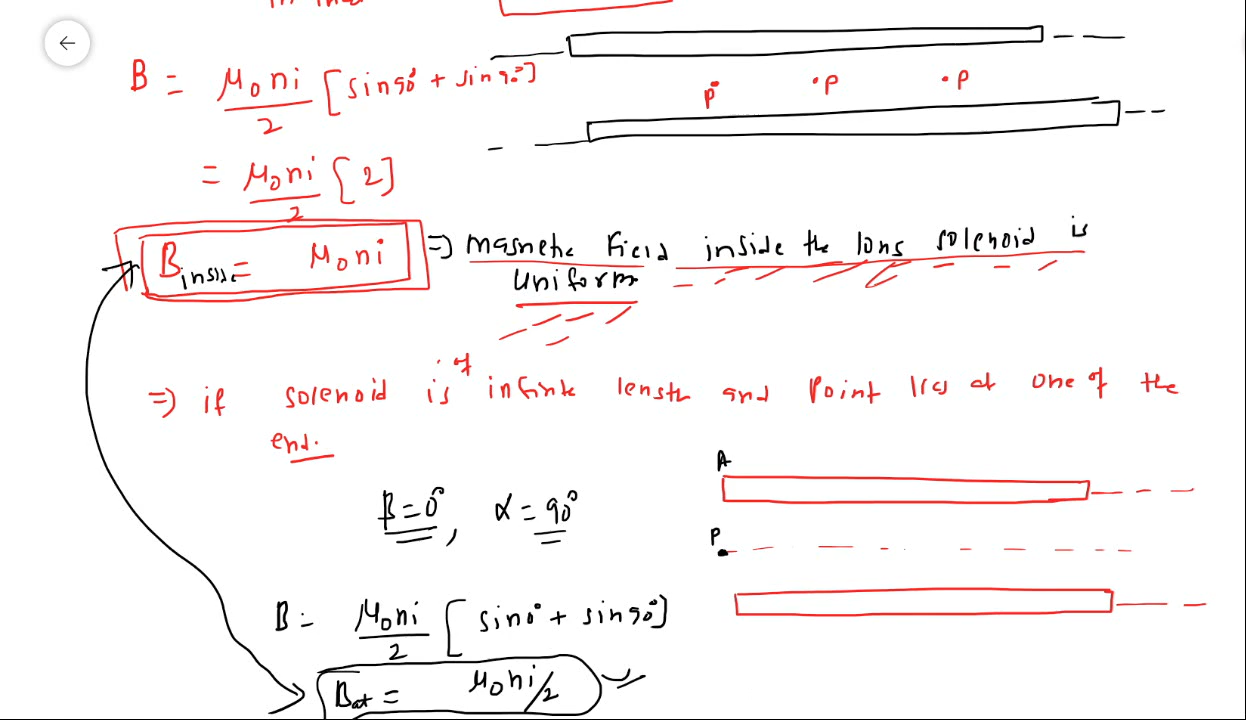 B = μ₀ni/2 [sin90° + sin90°]
P • P • P
= μ₀ni/2 [2]
B inside = μ₀ni ⇒ magnetic Field inside the long solenoid is
uniform
⇒ if solenoid is of infinite length and Point lies at one of the
end.
A
β = 0°, α = 90°
P
B = μ₀ni/2 [sin0° + sin90°]
Bat = μ₀ni/2